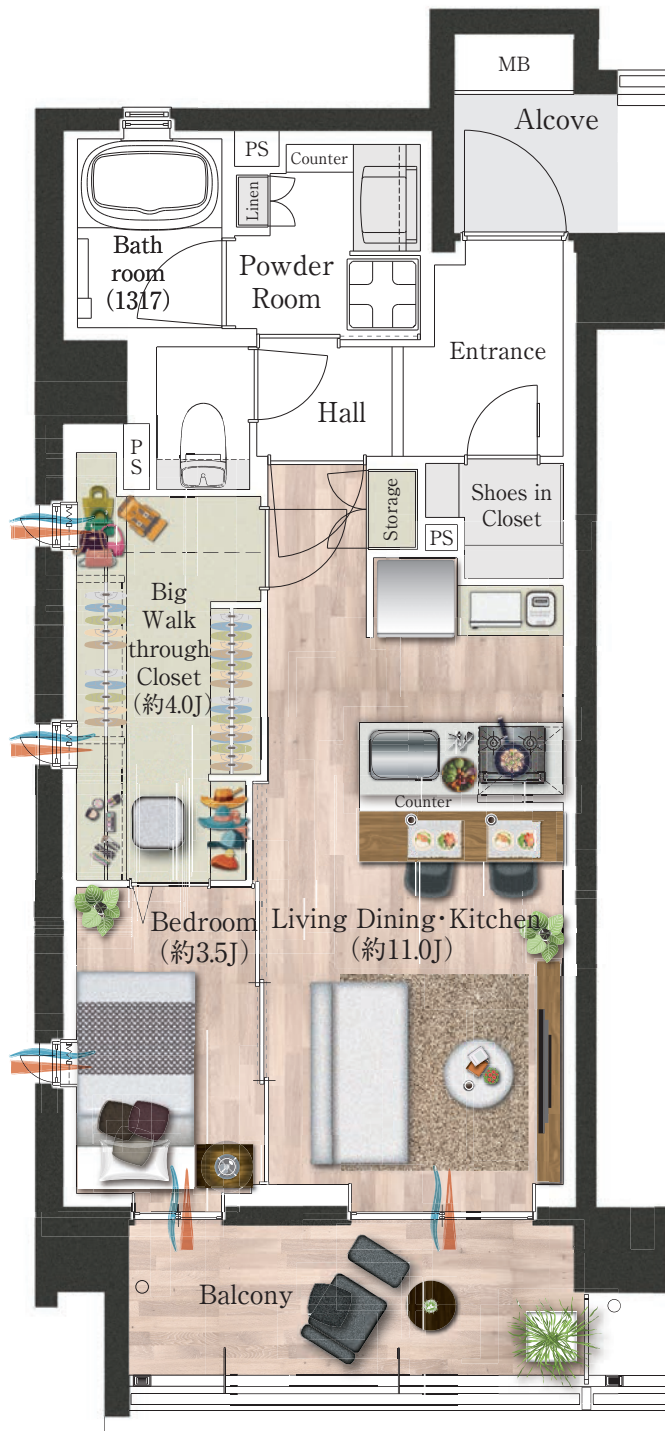 MB
Alcove
PS
Counter
Linen
Bath
room
(1317)
Powder
Room
Entrance
Hall
P
S
Storage
Shoes in
Closet
PS
Big
Walk
through
Closet
(約4.0J)
Counter
Bedroom
(約3.5J)
Living Dining・Kitchen
(約11.0J)
Balcony